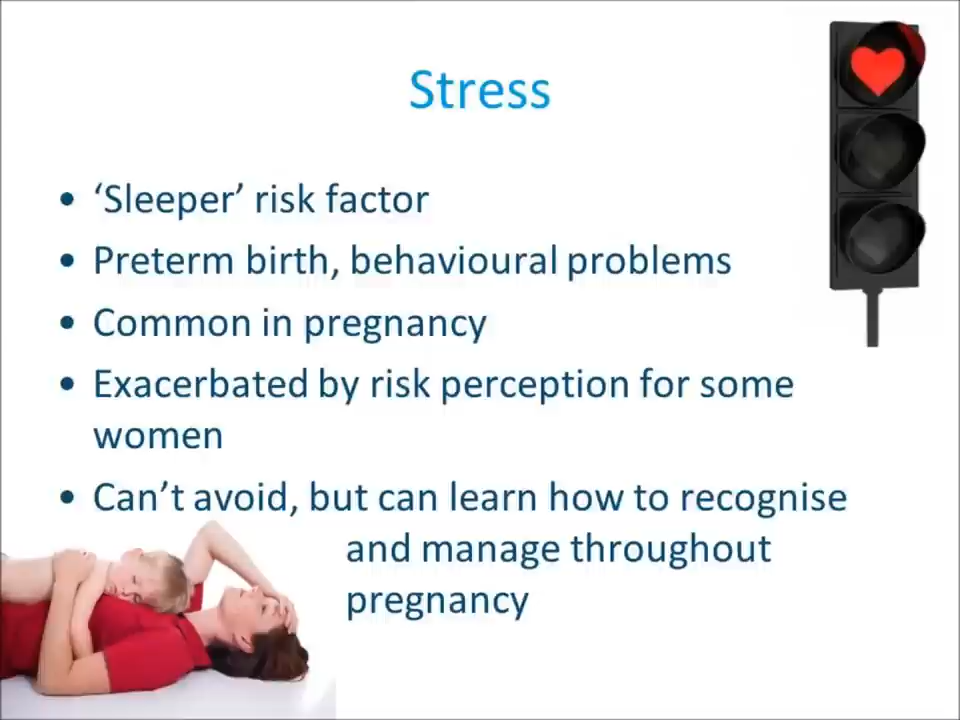 Stress
• ‘Sleeper’ risk factor
• Preterm birth, behavioural problems
• Common in pregnancy
• Exacerbated by risk perception for some
women
• Can’t avoid, but can learn how to recognise
and manage throughout
pregnancy